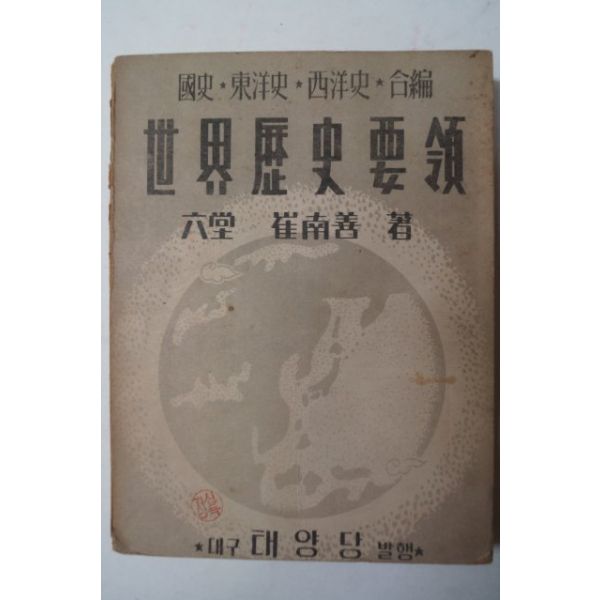 國史★東洋史★西洋史★合編
世界歷史要領
六堂 崔南善 著
★대구 태양당 발행★